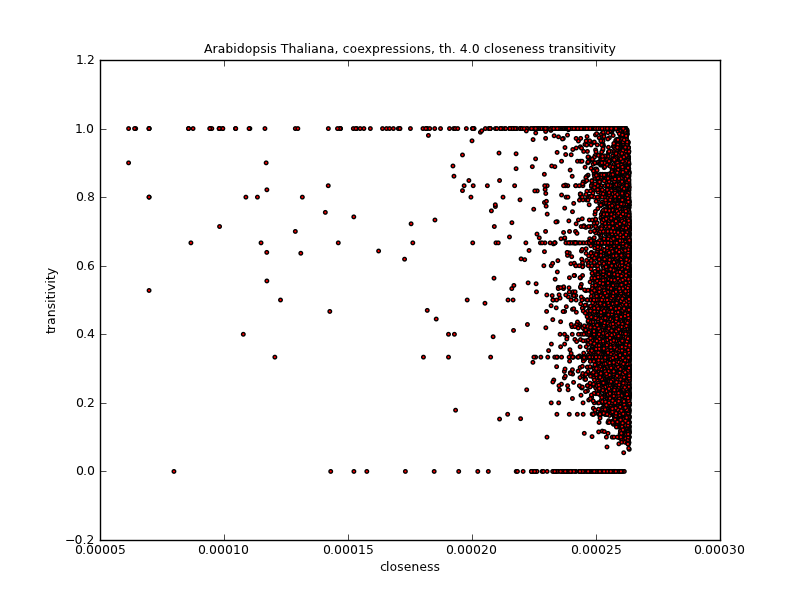 Arabidopsis Thaliana, coexpressions, th. 4.0 closeness transitivity
1.2
1.0
0.8
0.6
0.4
0.2
0.0
−0.2
transitivity
0.00005 0.00010 0.00015 0.00020 0.00025 0.00030
closeness